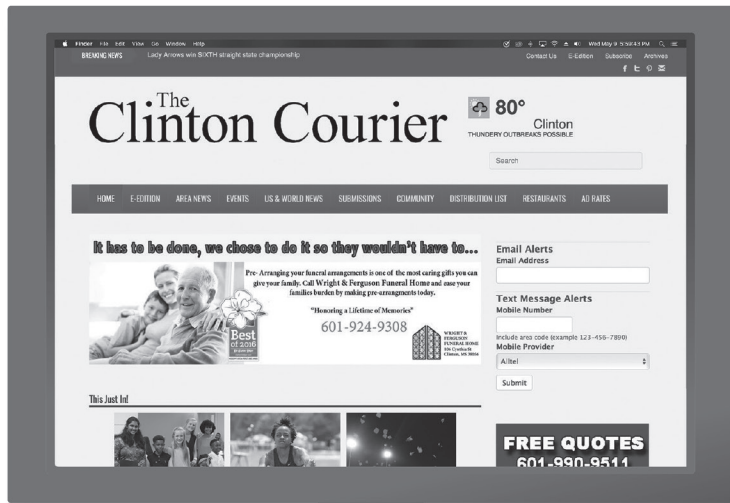 Finder File Edit View Go Window Help
Wed May 9 5:59:43 PM
BREAKING NEWS Lady Arrows win SIXTH straight state championship
Contact Us E-Edition Subscribe Archives
The
Clinton Courier
80°
Clinton
THUNDERY OUTBREAKS POSSIBLE
Search
HOME E-EDITION AREA NEWS EVENTS US & WORLD NEWS SUBMISSIONS COMMUNITY DISTRIBUTION LIST RESTAURANTS AD RATES
It has to be done, we chose to do it so they wouldn't have to...
Pre- Arranging your funeral arrangements is one of the most caring gifts you can
give your family. Call Wright & Ferguson Funeral Home and ease your
families burden by making pre-arrangements today.
"Honoring a Lifetime of Memories"
601-924-9308
Best
of 2016
WRIGHT &
FERGUSON
FUNERAL HOME
Clinton, MS
Email Alerts
Email Address
Text Message Alerts
Mobile Number
Include area code (example 123-456-7890)
Mobile Provider
Alltel
Submit
This Just In!
FREE QUOTES
601-990-9511